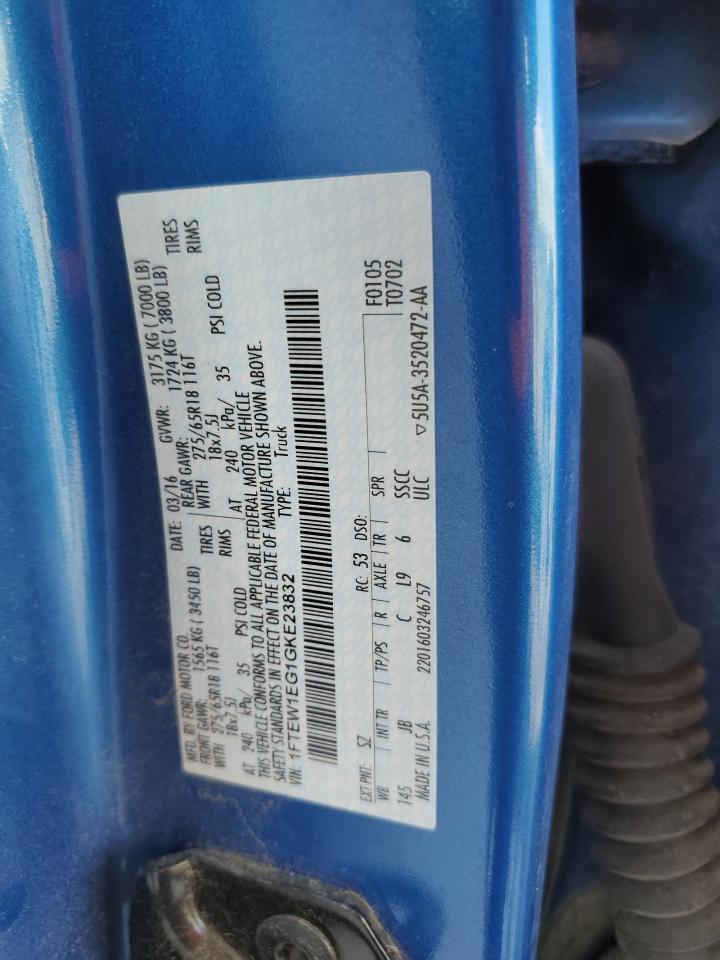 MFD. BY FORD MOTOR CO.
DATE: 03/16 GVWR: 3175 KG ( 7000 LB)
FRONT GAWR: 1565 KG ( 3450 LB) REAR GAWR: 1724 KG ( 3800 LB)
WITH 275/65R18 116T TIRES WITH 275/65R18 116T TIRES
18x7.5J RIMS 18x7.5J RIMS
AT 240 kPa/ 35 PSI COLD AT 240 kPa/ 35 PSI COLD
THIS VEHICLE CONFORMS TO ALL APPLICABLE FEDERAL MOTOR VEHICLE
SAFETY STANDARDS IN EFFECT ON THE DATE OF MANUFACTURE SHOWN ABOVE.
VIN: 1FTEW1EG1GKE23832 TYPE: Truck
EXT PNT: SZ RC: 53 DSO: F0105
WB INT TR TP/PS R AXLE TR SPR T0702
145 JB C L9 6 SSCC
MADE IN U.S.A. 2201603246757 ULC ▽5U5A-3520472-AA